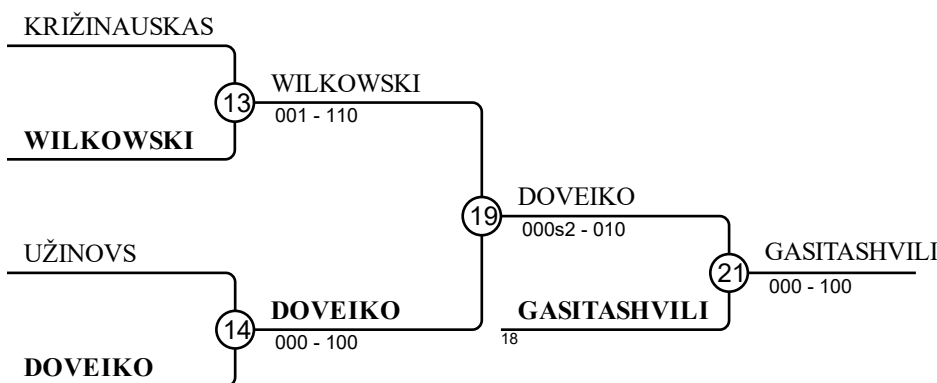 KRIŽINAUSKAS
13
WILKOWSKI
001 - 110
WILKOWSKI
19
DOVEIKO
000s2 - 010
UŽINOVS
21
GASITASHVILI
000 - 100
14
DOVEIKO
000 - 100
GASITASHVILI
18
DOVEIKO